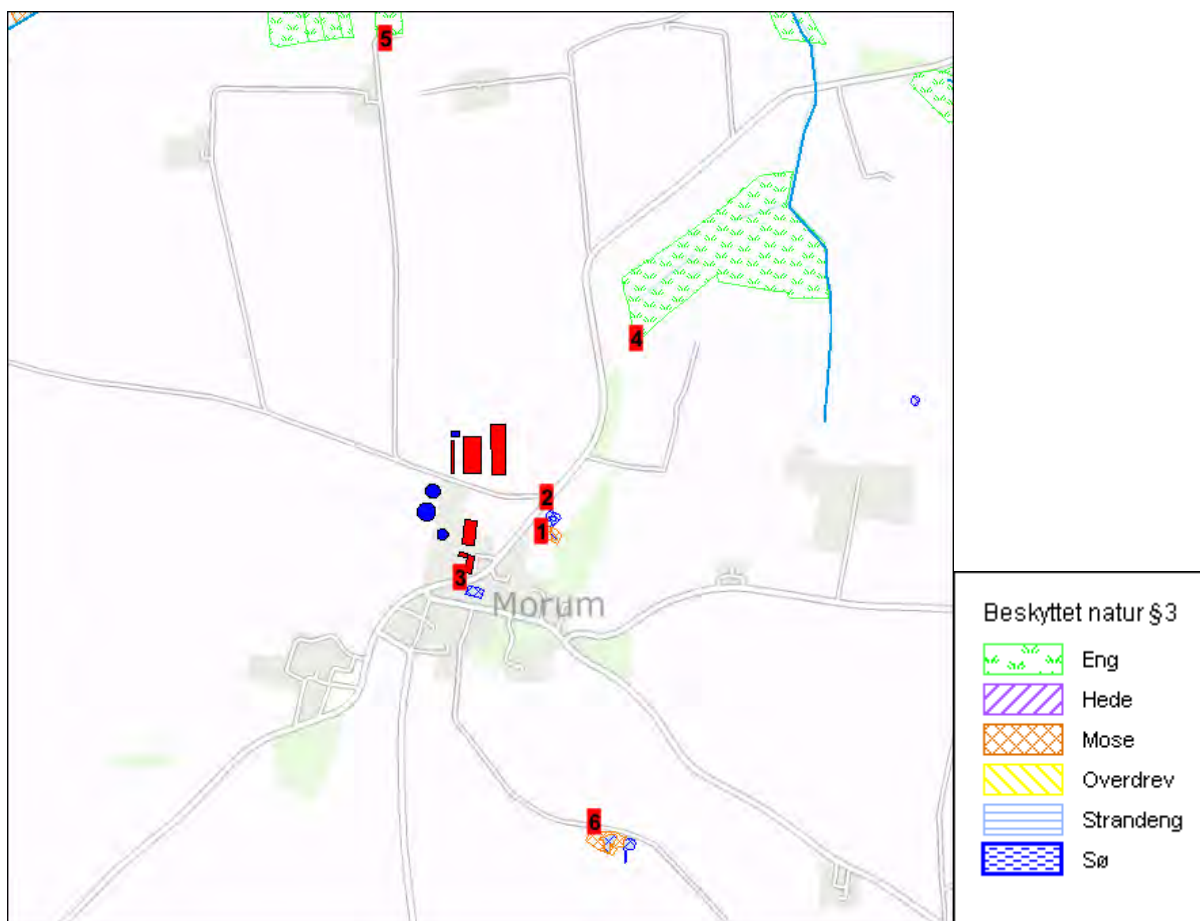 5
4
2
1
3
Morum
6
Beskyttet natur §3
Eng
Hede
Mose
Overdrev
Strandeng
Sø